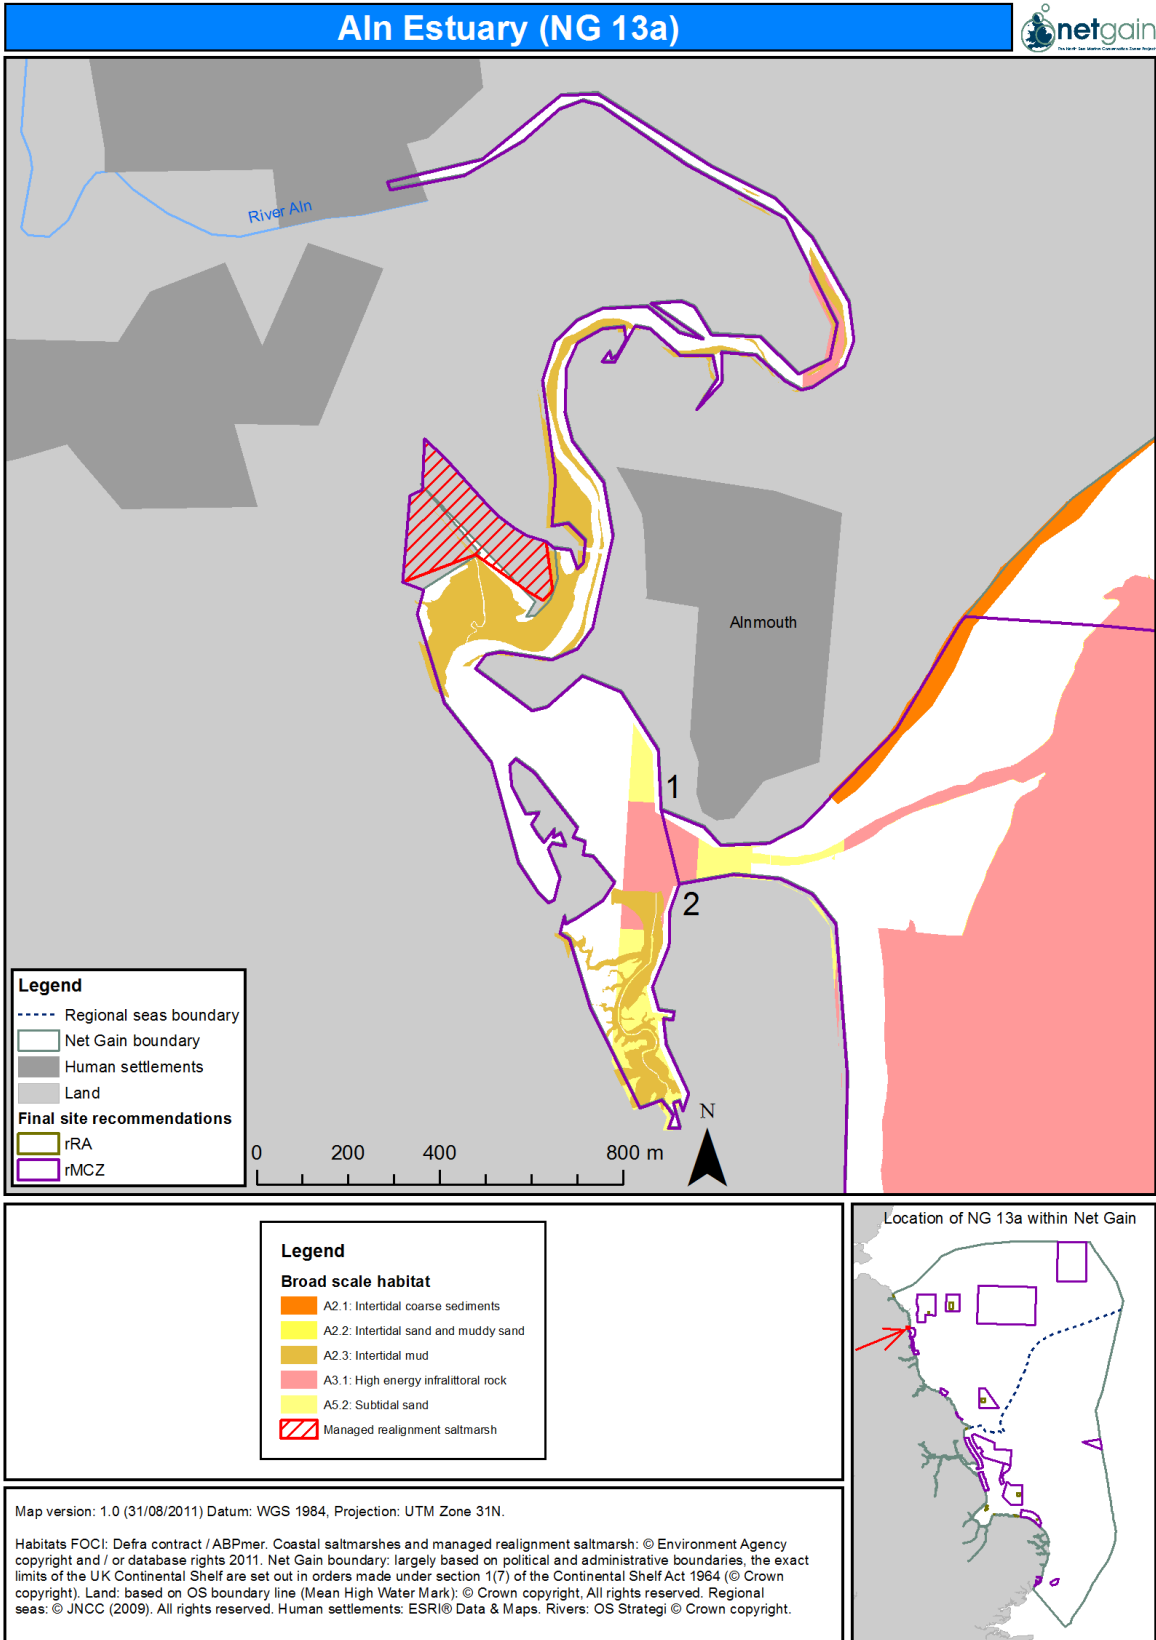 Aln Estuary (NG 13a)
netgain
The North Sea Marine Conservation Zones Project
River Aln
Alnmouth
1
2
Legend
Regional seas boundary
Net Gain boundary
Human settlements
Land
Final site recommendations
rRA
rMCZ
0 200 400 800 m
N
Legend
Broad scale habitat
A2.1: Intertidal coarse sediments
A2.2: Intertidal sand and muddy sand
A2.3: Intertidal mud
A3.1: High energy infralittoral rock
A5.2: Subtidal sand
Managed realignment saltmarsh
Location of NG 13a within Net Gain
Map version: 1.0 (31/08/2011) Datum: WGS 1984, Projection: UTM Zone 31N.
Habitats FOCI: Defra contract / ABPmer. Coastal saltmarshes and managed realignment saltmarsh: © Environment Agency
copyright and / or database rights 2011. Net Gain boundary: largely based on political and administrative boundaries, the exact
limits of the UK Continental Shelf are set out in orders made under section 1(7) of the Continental Shelf Act 1964 (© Crown
copyright). Land: based on OS boundary line (Mean High Water Mark): © Crown copyright, All rights reserved. Regional
seas: © JNCC (2009). All rights reserved. Human settlements: ESRI® Data & Maps. Rivers: OS Strategi © Crown copyright.